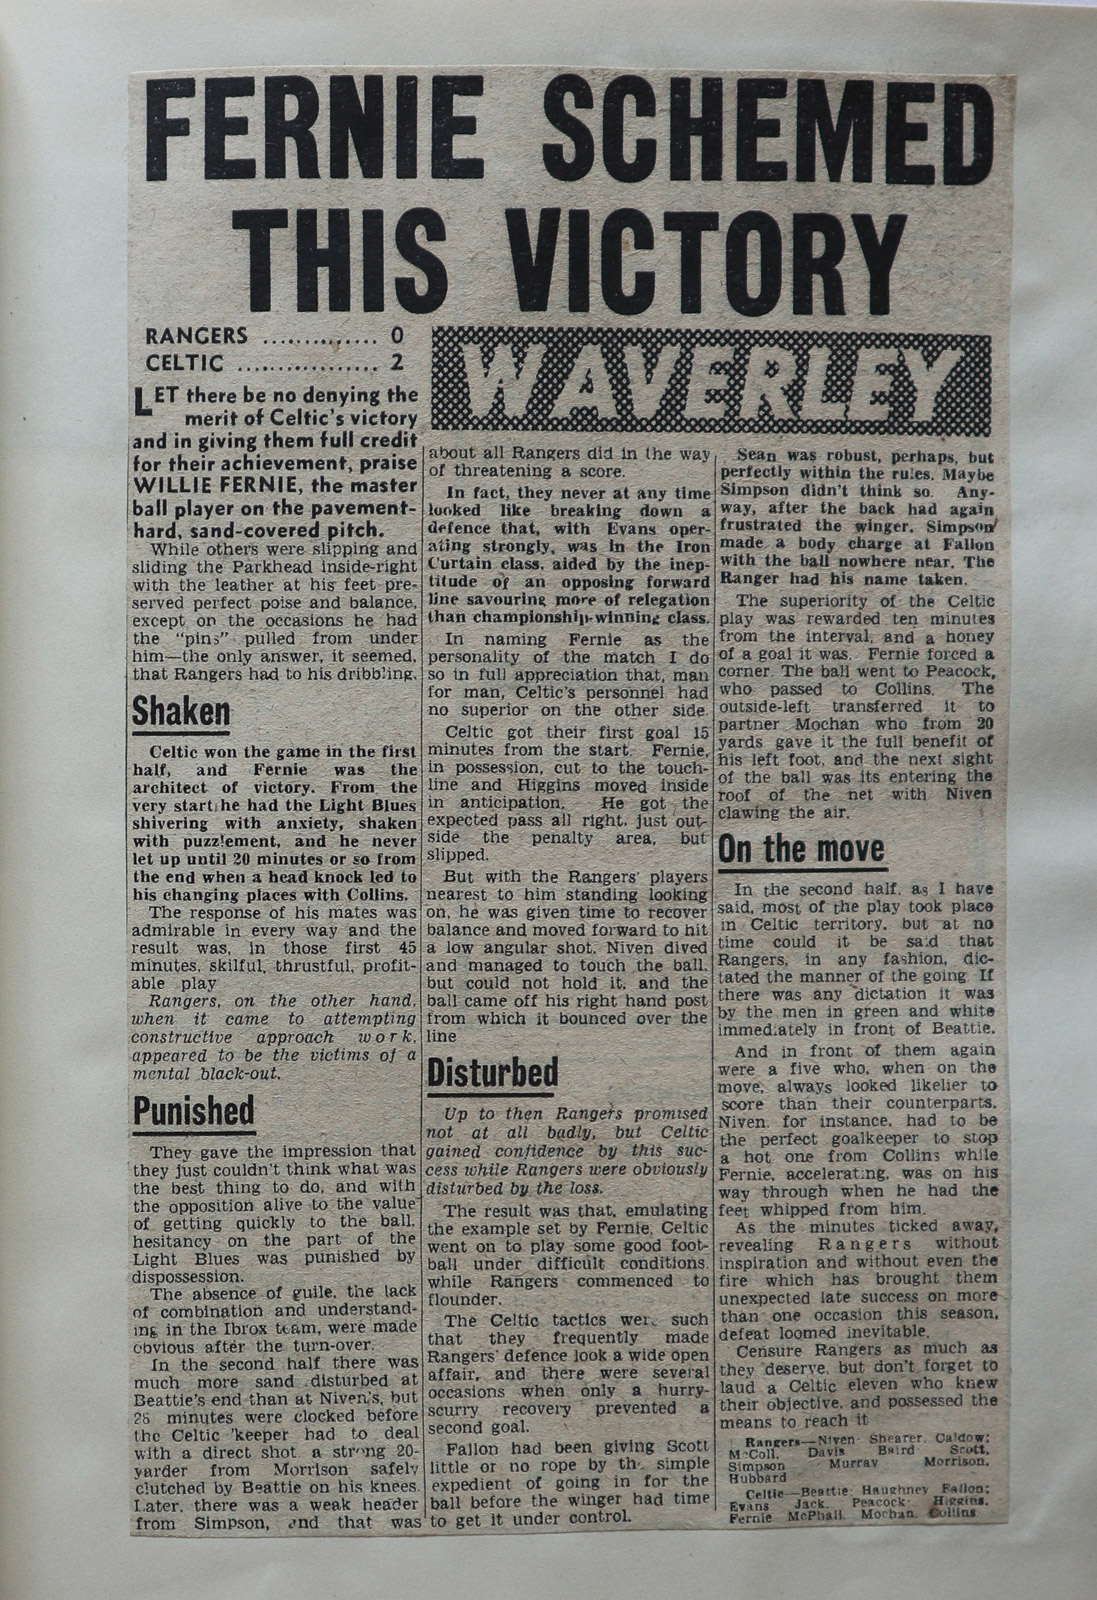 FERNIE SCHEMED
THIS VICTORY
RANGERS .............. 0
CELTIC ................. 2
WAVERLEY
LET there be no denying the
merit of Celtic's victory
and in giving them full credit
for their achievement, praise
WILLIE FERNIE, the master
ball player on the pavement-
hard, sand-covered pitch.
While others were slipping and
sliding the Parkhead inside-right
with the leather at his feet pre-
served perfect poise and balance,
except on the occasions he had
the "pins" pulled from under
him—the only answer, it seemed,
that Rangers had to his dribbling.
Shaken
Celtic won the game in the first
half, and Fernie was the
architect of victory. From the
very start he had the Light Blues
shivering with anxiety, shaken
with puzzlement, and he never
let up until 20 minutes or so from
the end when a head knock led to
his changing places with Collins.
The response of his mates was
admirable in every way and the
result was, in those first 45
minutes, skilful, thrustful, profit-
able play
Rangers, on the other hand,
when it came to attempting
constructive approach work,
appeared to be the victims of a
mental black-out.
Punished
They gave the impression that
they just couldn't think what was
the best thing to do, and with
the opposition alive to the value
of getting quickly to the ball,
hesitancy on the part of the
Light Blues was punished by
dispossession.
The absence of guile, the lack
of combination and understand-
ing in the Ibrox team, were made
obvious after the turn-over.
In the second half there was
much more sand disturbed at
Beattie's end than at Niven's, but
26 minutes were clocked before
the Celtic 'keeper had to deal
with a direct shot, a strong 20-
yarder from Morrison safely
clutched by Beattie on his knees.
Later, there was a weak header
from Simpson, and that was
about all Rangers did in the way
of threatening a score.
In fact, they never at any time
looked like breaking down a
defence that, with Evans oper-
ating strongly, was in the Iron
Curtain class, aided by the inep-
titude of an opposing forward
line savouring more of relegation
than championship-winning class.
In naming Fernie as the
personality of the match I do
so in full appreciation that, man
for man, Celtic's personnel had
no superior on the other side.
Celtic got their first goal 15
minutes from the start. Fernie,
in possession, cut to the touch-
line and Higgins moved inside
in anticipation. He got the
expected pass all right, just out-
side the penalty area, but
slipped.
But with the Rangers' players
nearest to him standing looking
on, he was given time to recover
balance and moved forward to hit
a low angular shot. Niven dived
and managed to touch the ball,
but could not hold it, and the
ball came off his right hand post
from which it bounced over the
line
Disturbed
Up to then Rangers promised
not at all badly, but Celtic
gained confidence by this suc-
cess while Rangers were obviously
disturbed by the loss.
The result was that, emulating
the example set by Fernie, Celtic
went on to play some good foot-
ball under difficult conditions,
while Rangers commenced to
flounder.
The Celtic tactics were such
that they frequently made
Rangers' defence look a wide open
affair, and there were several
occasions when only a hurry-
scurry recovery prevented a
second goal.
Fallon had been giving Scott
little or no rope by the simple
expedient of going in for the
ball before the winger had time
to get it under control.
Sean was robust, perhaps, but
perfectly within the rules. Maybe
Simpson didn't think so. Any-
way, after the back had again
frustrated the winger, Simpson
made a body charge at Fallon
with the ball nowhere near. The
Ranger had his name taken.
The superiority of the Celtic
play was rewarded ten minutes
from the interval, and a honey
of a goal it was. Fernie forced a
corner. The ball went to Peacock,
who passed to Collins. The
outside-left transferred it to
partner Mochan who from 20
yards gave it the full benefit of
his left foot, and the next sight
of the ball was its entering the
roof of the net with Niven
clawing the air.
On the move
In the second half, as I have
said, most of the play took place
in Celtic territory, but at no
time could it be said that
Rangers, in any fashion, dic-
tated the manner of the going. If
there was any dictation it was
by the men in green and white
immediately in front of Beattie.
And in front of them again
were a five who, when on the
move, always looked likelier to
score than their counterparts.
Niven, for instance, had to be
the perfect goalkeeper to stop
a hot one from Collins while
Fernie, accelerating, was on his
way through when he had the
feet whipped from him.
As the minutes ticked away,
revealing Rangers without
inspiration and without even the
fire which has brought them
unexpected late success on more
than one occasion this season,
defeat loomed inevitable.
Censure Rangers as much as
they deserve, but don't forget to
laud a Celtic eleven who knew
their objective, and possessed the
means to reach it
Rangers—Niven Shearer, Caldow;
McColl, Davis Baird Scott,
Simpson Murray Morrison,
Hubbard
Celtic—Beattie; Haughney Fallon;
Evans Jack, Peacock; Higgins,
Fernie McPhail, Mochan, Collins